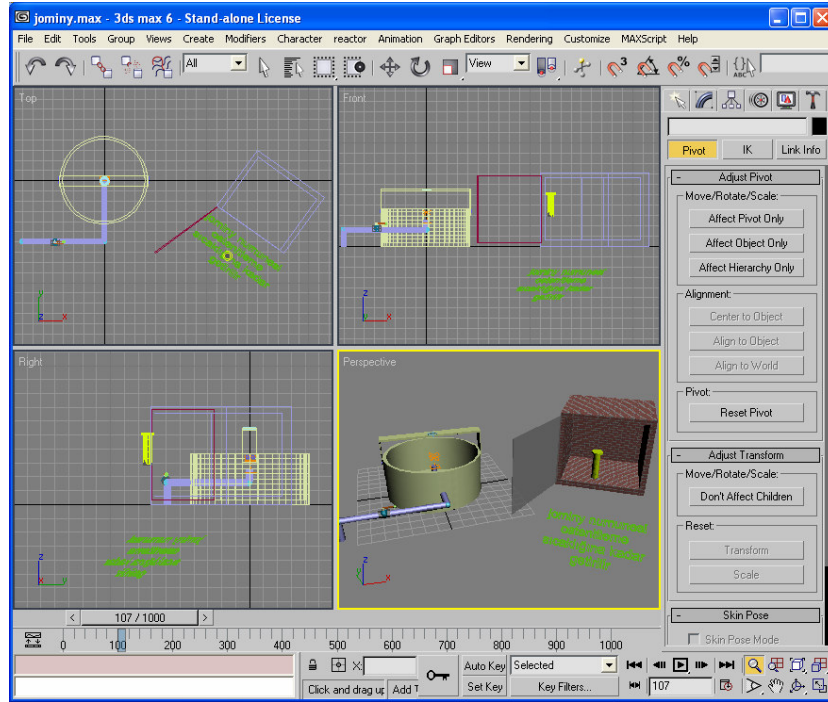 jominy.max - 3ds max 6 - Stand-alone License
File Edit Tools Group Views Create Modifiers Character reactor Animation Graph Editors Rendering Customize MAXScript Help
All
View
3
%
ABC
Top
Front
Right
Perspective
y
x
z
x
z
y
z
y
x
Pivot IK Link Info
- Adjust Pivot
Move/Rotate/Scale:
Affect Pivot Only
Affect Object Only
Affect Hierarchy Only
Alignment:
Center to Object
Align to Object
Align to World
Pivot:
Reset Pivot
- Adjust Transform
Move/Rotate/Scale:
Don't Affect Children
Reset:
Transform
Scale
- Skin Pose
Skin Pose Mode
jominy
< 107 / 1000 >
0 100 200 300 400 500 600 700 800 900 1000
X:
Auto Key Selected
Click and drag up Add T
Set Key Key Filters...
107